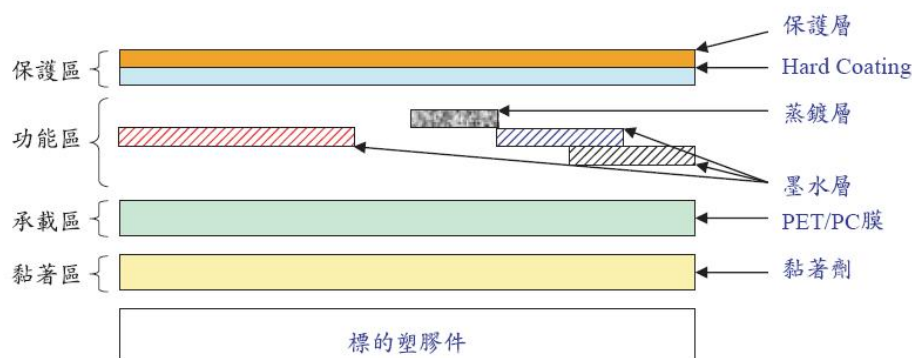 保護層
保護區
Hard Coating
蒸鍍層
功能區
墨水層
承載區
PET/PC膜
黏著區
黏著劑
標的塑膠件